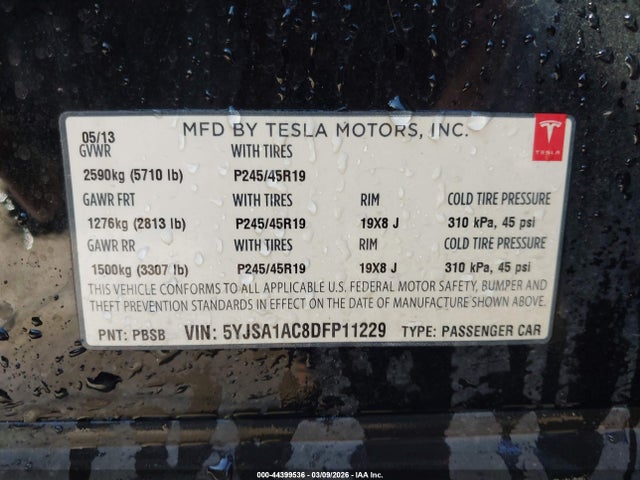 05/13 MFD BY TESLA MOTORS, INC.
GVWR WITH TIRES
TESLA
2590kg (5710 lb) P245/45R19
GAWR FRT WITH TIRES RIM COLD TIRE PRESSURE
1276kg (2813 lb) P245/45R19 19X8 J 310 kPa, 45 psi
GAWR RR WITH TIRES RIM COLD TIRE PRESSURE
1500kg (3307 lb) P245/45R19 19X8 J 310 kPa, 45 psi
THIS VEHICLE CONFORMS TO ALL APPLICABLE U.S. FEDERAL MOTOR SAFETY, BUMPER AND
THEFT PREVENTION STANDARDS IN EFFECT ON THE DATE OF MANUFACTURE SHOWN ABOVE.
PNT: PBSB VIN: 5YJSA1AC8DFP11229 TYPE: PASSENGER CAR
000-44399536 - 03/09/2026 - IAA Inc.